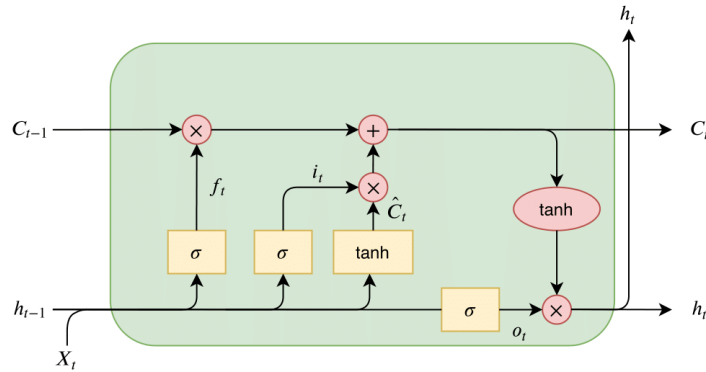 h_t
C_{t-1}
×
+
C_t
f_t
i_t
×
Ĉ_t
tanh
σ
σ
tanh
h_{t-1}
σ
o_t
×
h_t
X_t